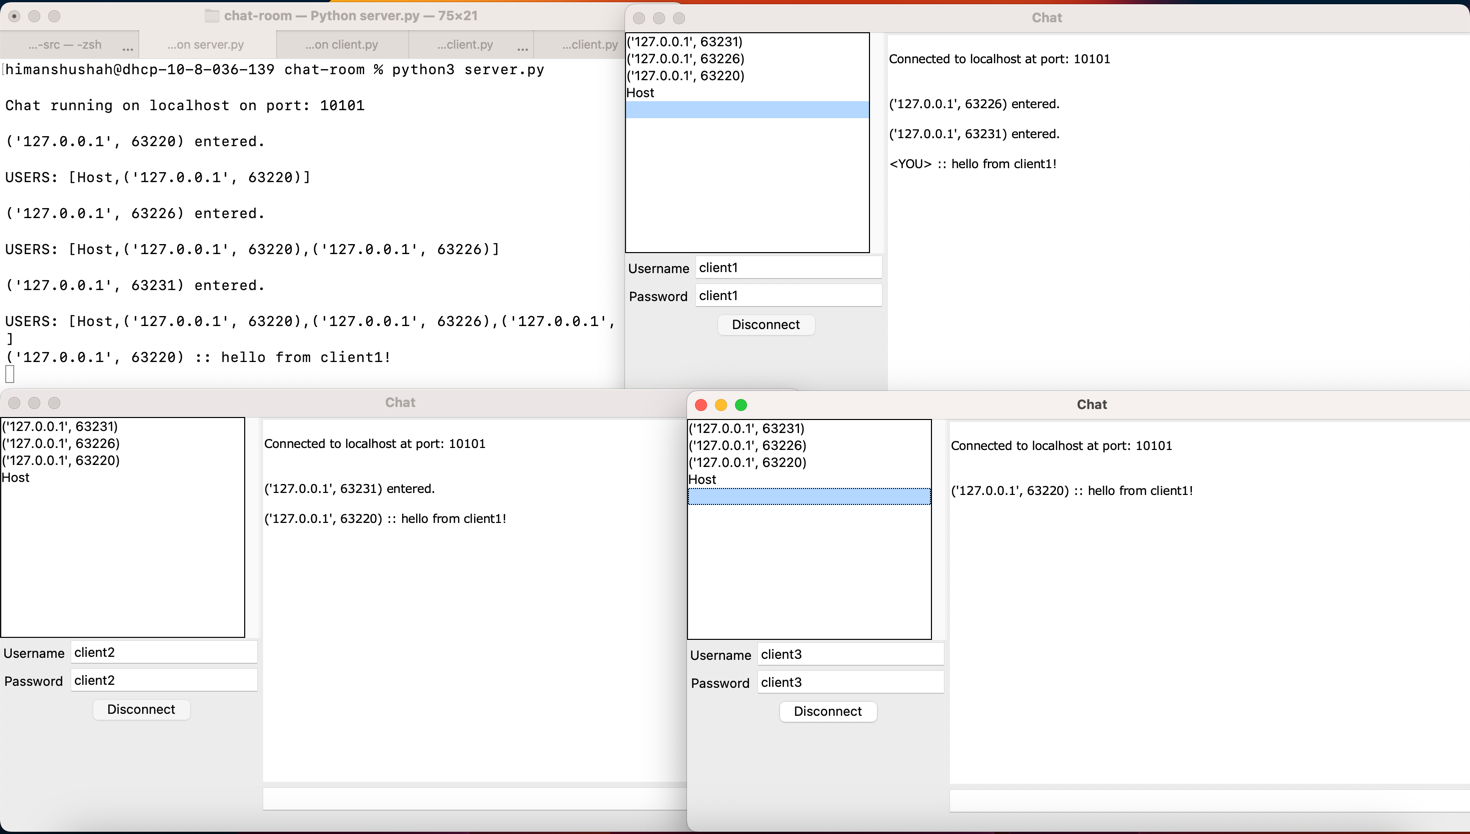 chat-room — Python server.py — 75×21
...-src — -zsh ...
...on server.py
...on client.py
...client.py ...
...client.py
himanshushah@dhcp-10-8-036-139 chat-room % python3 server.py
Chat running on localhost on port: 10101
('127.0.0.1', 63220) entered.
USERS: [Host,('127.0.0.1', 63220)]
('127.0.0.1', 63226) entered.
USERS: [Host,('127.0.0.1', 63220),('127.0.0.1', 63226)]
('127.0.0.1', 63231) entered.
USERS: [Host,('127.0.0.1', 63220),('127.0.0.1', 63226),('127.0.0.1',
]
('127.0.0.1', 63220) :: hello from client1!
Chat
('127.0.0.1', 63231)
('127.0.0.1', 63226)
('127.0.0.1', 63220)
Host
Username client1
Password client1
Disconnect
Connected to localhost at port: 10101
('127.0.0.1', 63226) entered.
('127.0.0.1', 63231) entered.
<YOU> :: hello from client1!
Chat
('127.0.0.1', 63231)
('127.0.0.1', 63226)
('127.0.0.1', 63220)
Host
Username client2
Password client2
Disconnect
Connected to localhost at port: 10101
('127.0.0.1', 63231) entered.
('127.0.0.1', 63220) :: hello from client1!
Chat
('127.0.0.1', 63231)
('127.0.0.1', 63226)
('127.0.0.1', 63220)
Host
Username client3
Password client3
Disconnect
Connected to localhost at port: 10101
('127.0.0.1', 63220) :: hello from client1!